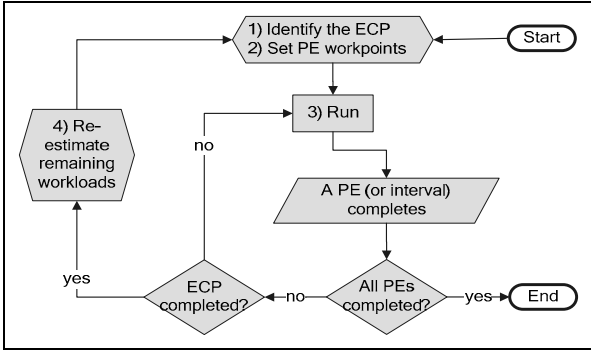 1) Identify the ECP
2) Set PE workpoints
Start
3) Run
4) Re-
estimate
remaining
workloads
no
A PE (or interval)
completes
yes
ECP
completed?
no
All PEs
completed?
yes
End